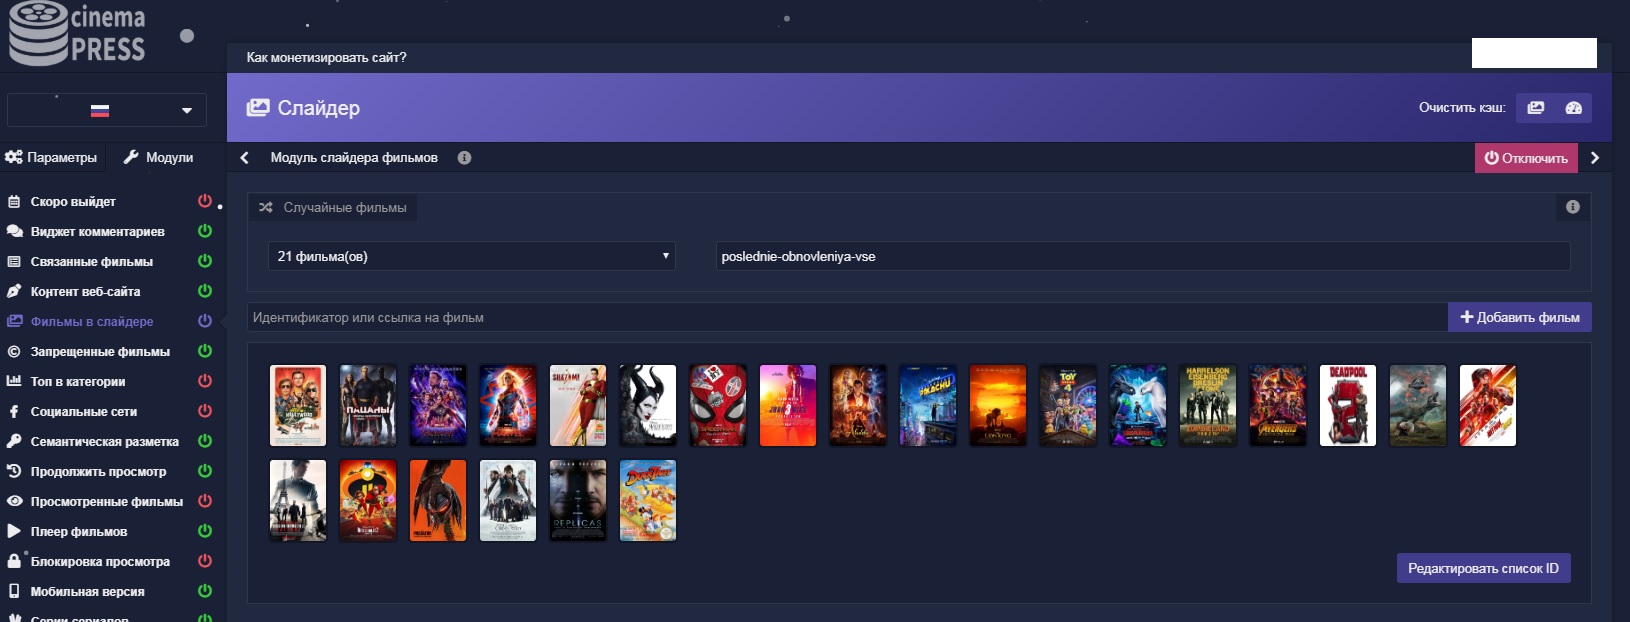 cinema
PRESS
Как монетизировать сайт?
Слайдер
Очистить кэш:
Параметры
Модули
Модуль слайдера фильмов
Отключить
Скоро выйдет
Виджет комментариев
Связанные фильмы
Контент веб-сайта
Фильмы в слайдере
Запрещенные фильмы
Топ в категории
Социальные сети
Семантическая разметка
Продолжить просмотр
Просмотренные фильмы
Плеер фильмов
Блокировка просмотра
Мобильная версия
Серии сериалов
Случайные фильмы
21 фильма(ов)
poslednie-obnovleniya-vse
Идентификатор или ссылка на фильм
Добавить фильм
ПАЦАНЫ
SHAZAM!
TOY
DEADPOOL
HARRELSON
EISENBERG
BRESLIN
STONE
AVENGERS
REPLICAS
Редактировать список ID